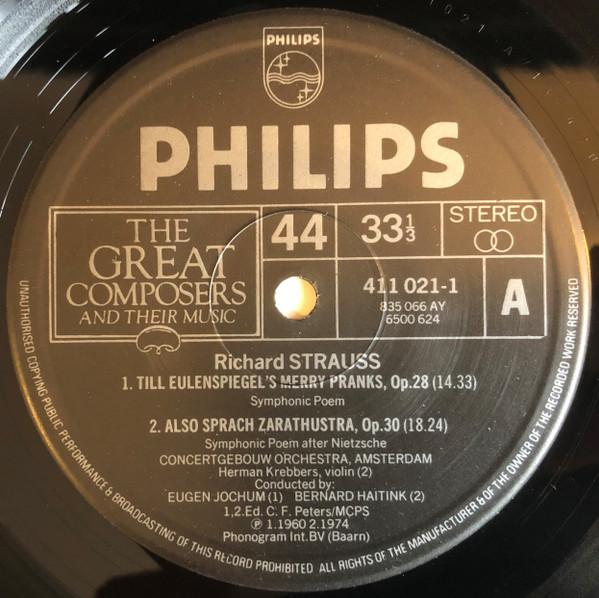 PHILIPS
PHILIPS
THE
GREAT
COMPOSERS
AND THEIR MUSIC
44
33 1/3
STEREO
411 021-1
835 066 AY
6500 624
A
Richard STRAUSS
1. TILL EULENSPIEGEL'S MERRY PRANKS, Op.28 (14.33)
Symphonic Poem
2. ALSO SPRACH ZARATHUSTRA, Op.30 (18.24)
Symphonic Poem after Nietzsche
CONCERTGEBOUW ORCHESTRA, AMSTERDAM
Herman Krebbers, violin (2)
Conducted by:
EUGEN JOCHUM (1) BERNARD HAITINK (2)
1,2.Ed. C. F. Peters/MCPS
Ⓟ 1.1960 2.1974
Phonogram Int.BV (Baarn)
UNAUTHORISED COPYING PUBLIC PERFORMANCE & BROADCASTING OF THIS RECORD PROHIBITED ALL RIGHTS OF THE MANUFACTURER & OF THE OWNER OF THE RECORDED WORK RESERVED